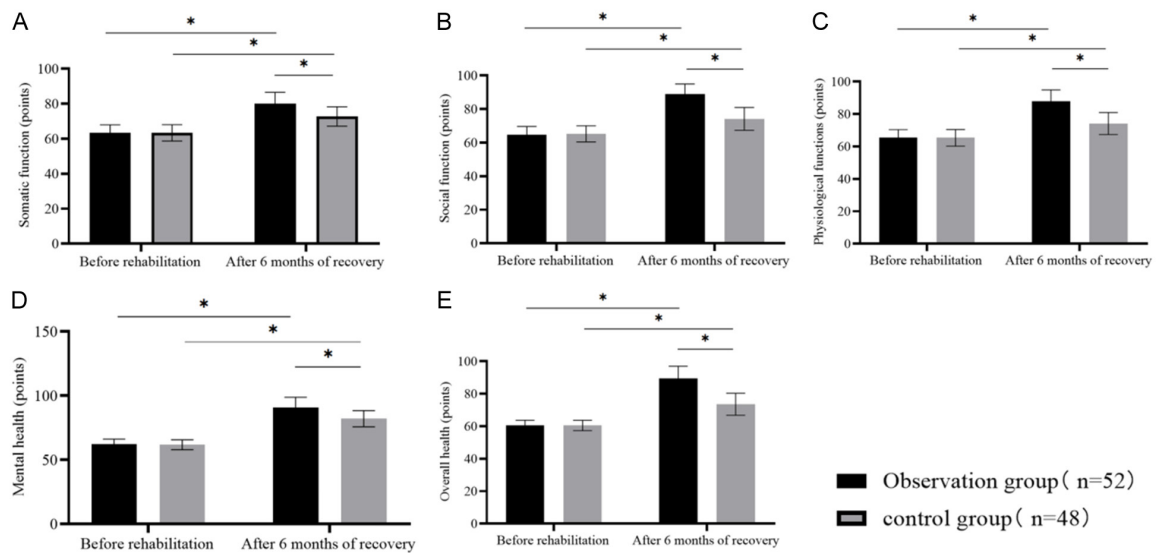 A
*
*
*
Somatic function (points)
100
80
60
40
20
0
Before rehabilitation After 6 months of recovery
B
*
*
*
Social function (points)
100
80
60
40
20
0
Before rehabilitation After 6 months of recovery
C
*
*
*
Physiological functions (points)
100
80
60
40
20
0
Before rehabilitation After 6 months of recovery
D
*
*
*
Mental health (points)
150
100
50
0
Before rehabilitation After 6 months of recovery
E
*
*
*
Overall health (points)
100
80
60
40
20
0
Before rehabilitation After 6 months of recovery
Observation group( n=52)
control group( n=48)